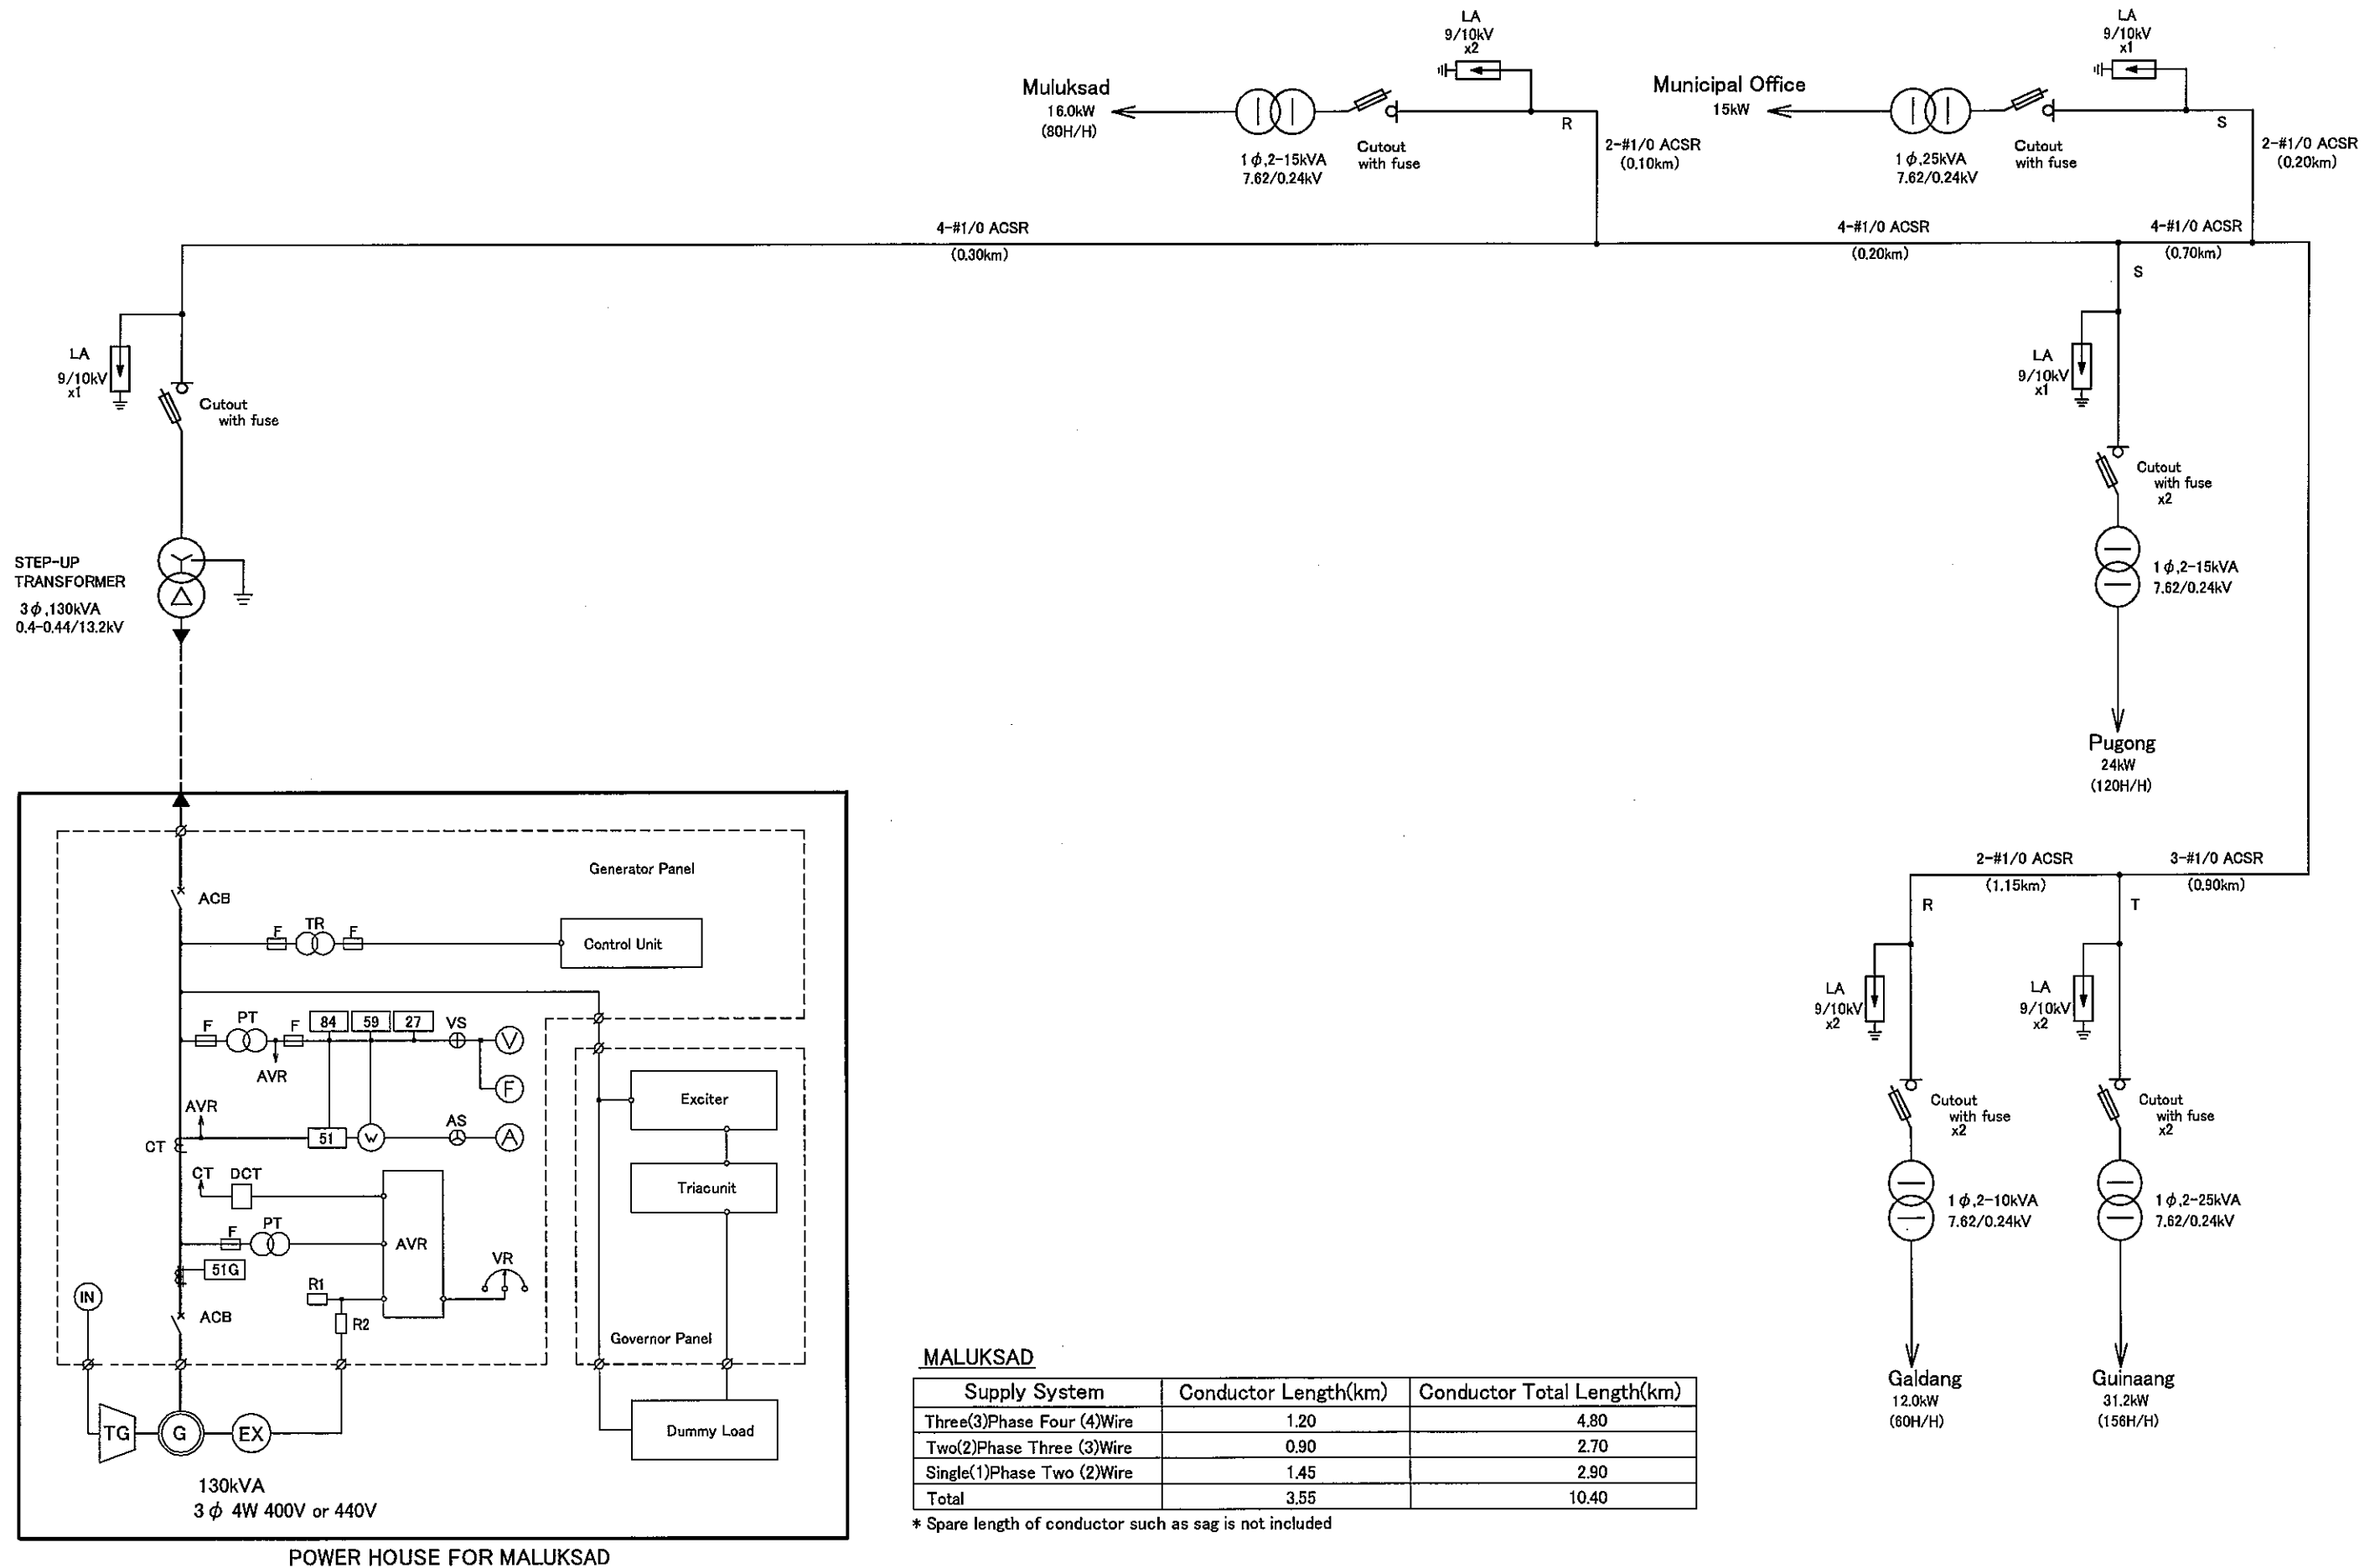 LA
9/10kV
x2
Muluksad
16.0kW
(80H/H)
1ϕ,2-15kVA
7.62/0.24kV
Cutout
with fuse
R
2-#1/0 ACSR
(0.10km)
LA
9/10kV
x1
Municipal Office
15kW
1ϕ,25kVA
7.62/0.24kV
Cutout
with fuse
S
2-#1/0 ACSR
(0.20km)
4-#1/0 ACSR
(0.30km)
4-#1/0 ACSR
(0.20km)
4-#1/0 ACSR
(0.70km)
S
LA
9/10kV
x1
Cutout
with fuse
STEP-UP
TRANSFORMER
3ϕ,130kVA
0.4-0.44/13.2kV
LA
9/10kV
x1
Cutout
with fuse
x2
1ϕ,2-15kVA
7.62/0.24kV
Pugong
24kW
(120H/H)
2-#1/0 ACSR
(1.15km)
3-#1/0 ACSR
(0.90km)
R
T
LA
9/10kV
x2
LA
9/10kV
x2
Cutout
with fuse
x2
Cutout
with fuse
x2
1ϕ,2-10kVA
7.62/0.24kV
1ϕ,2-25kVA
7.62/0.24kV
Galdang
12.0kW
(60H/H)
Guinaang
31.2kW
(156H/H)
Generator Panel
ACB
F
TR
F
Control Unit
F
PT
F
84
59
27
VS
V
AVR
F
AVR
CT
51
W
AS
A
CT
DCT
F
PT
AVR
51G
VR
R1
R2
IN
ACB
Exciter
Triacunit
Governor Panel
Dummy Load
TG
G
EX
130kVA
3ϕ 4W 400V or 440V
POWER HOUSE FOR MALUKSAD
MALUKSAD
Supply System Conductor Length(km) Conductor Total Length(km)
Three(3)Phase Four (4)Wire 1.20 4.80
Two(2)Phase Three (3)Wire 0.90 2.70
Single(1)Phase Two (2)Wire 1.45 2.90
Total 3.55 10.40
* Spare length of conductor such as sag is not included